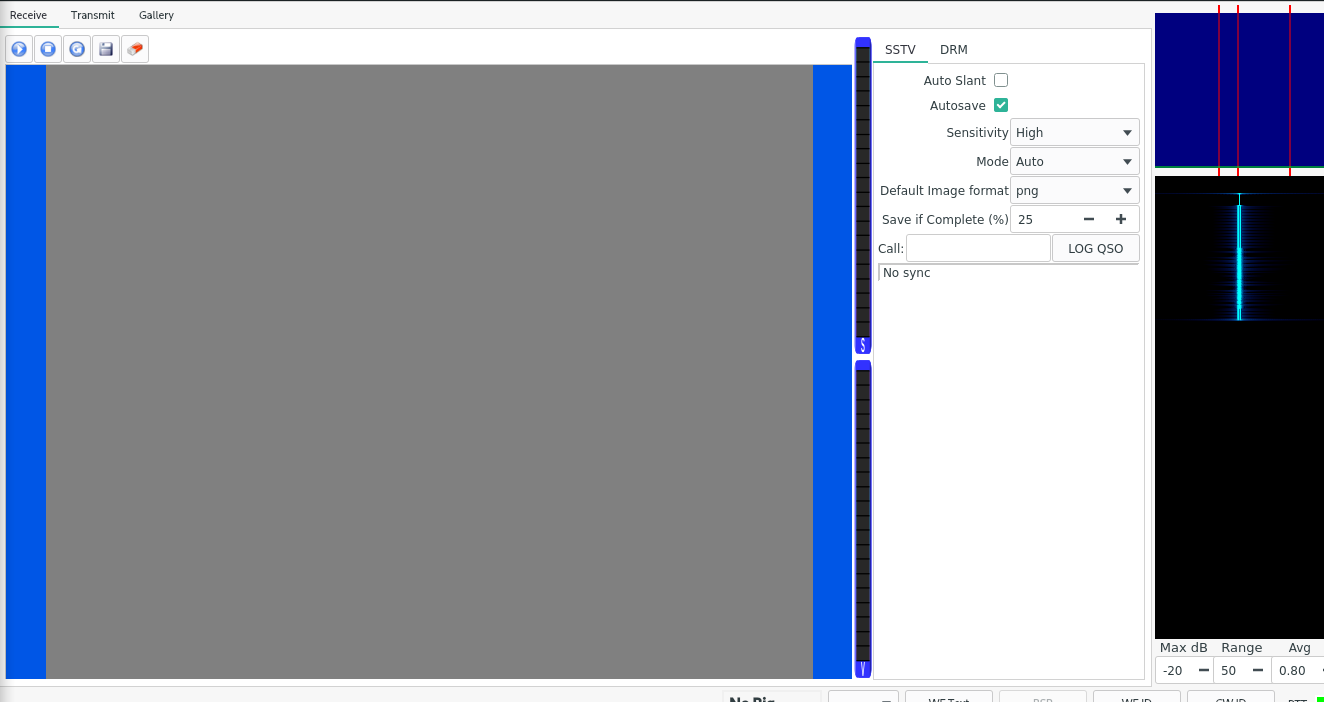 Receive Transmit Gallery
SSTV DRM
Auto Slant
Autosave
Sensitivity High
Mode Auto
Default Image format png
Save if Complete (%) 25
Call: LOG QSO
No sync
S
V
Max dB Range Avg
-20 50 0.80
No Rig WF Text BSR WF ID CW ID PTT